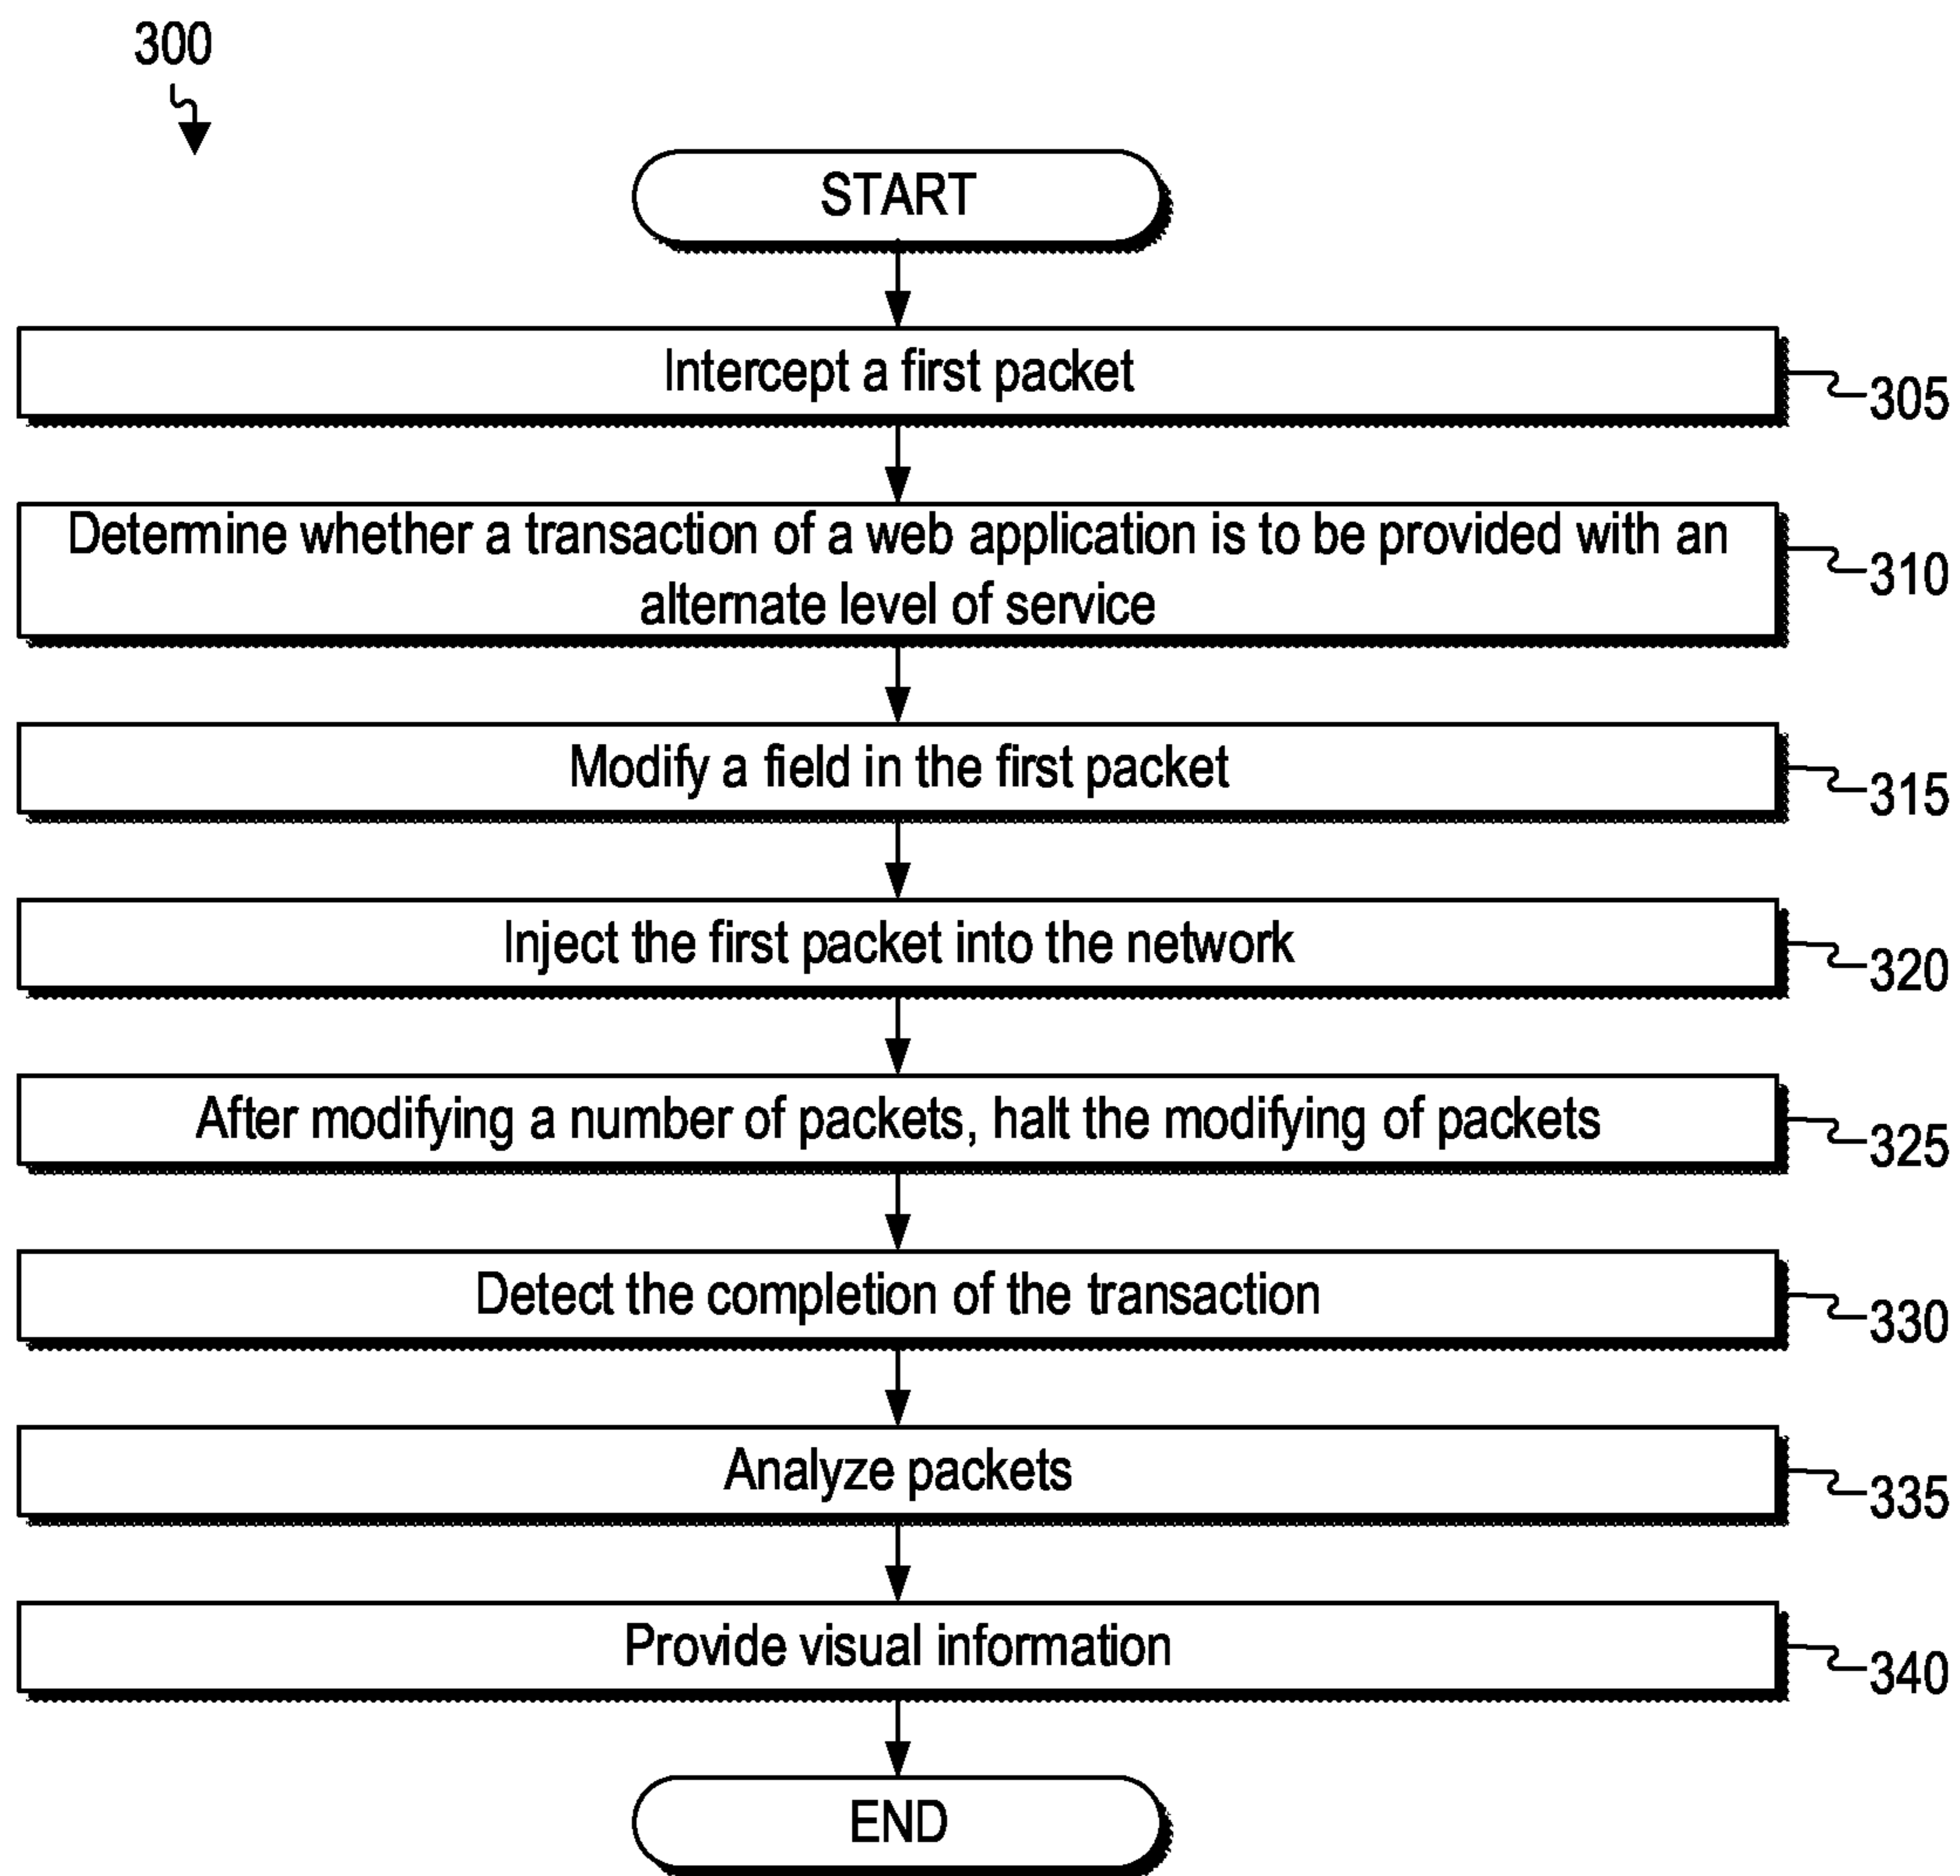 300
START
Intercept a first packet
305
Determine whether a transaction of a web application is to be provided with an
alternate level of service
310
Modify a field in the first packet
315
Inject the first packet into the network
320
After modifying a number of packets, halt the modifying of packets
325
Detect the completion of the transaction
330
Analyze packets
335
Provide visual information
340
END